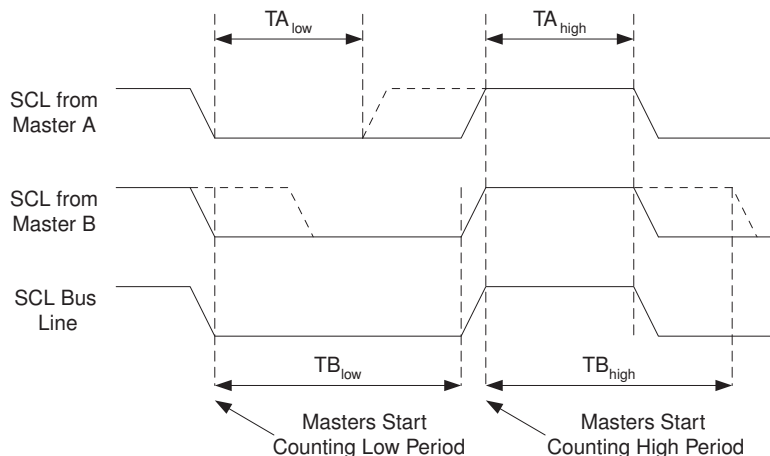 TA low
TA high
SCL from
Master A
SCL from
Master B
SCL Bus
Line
TB low
TB high
Masters Start
Counting Low Period
Masters Start
Counting High Period